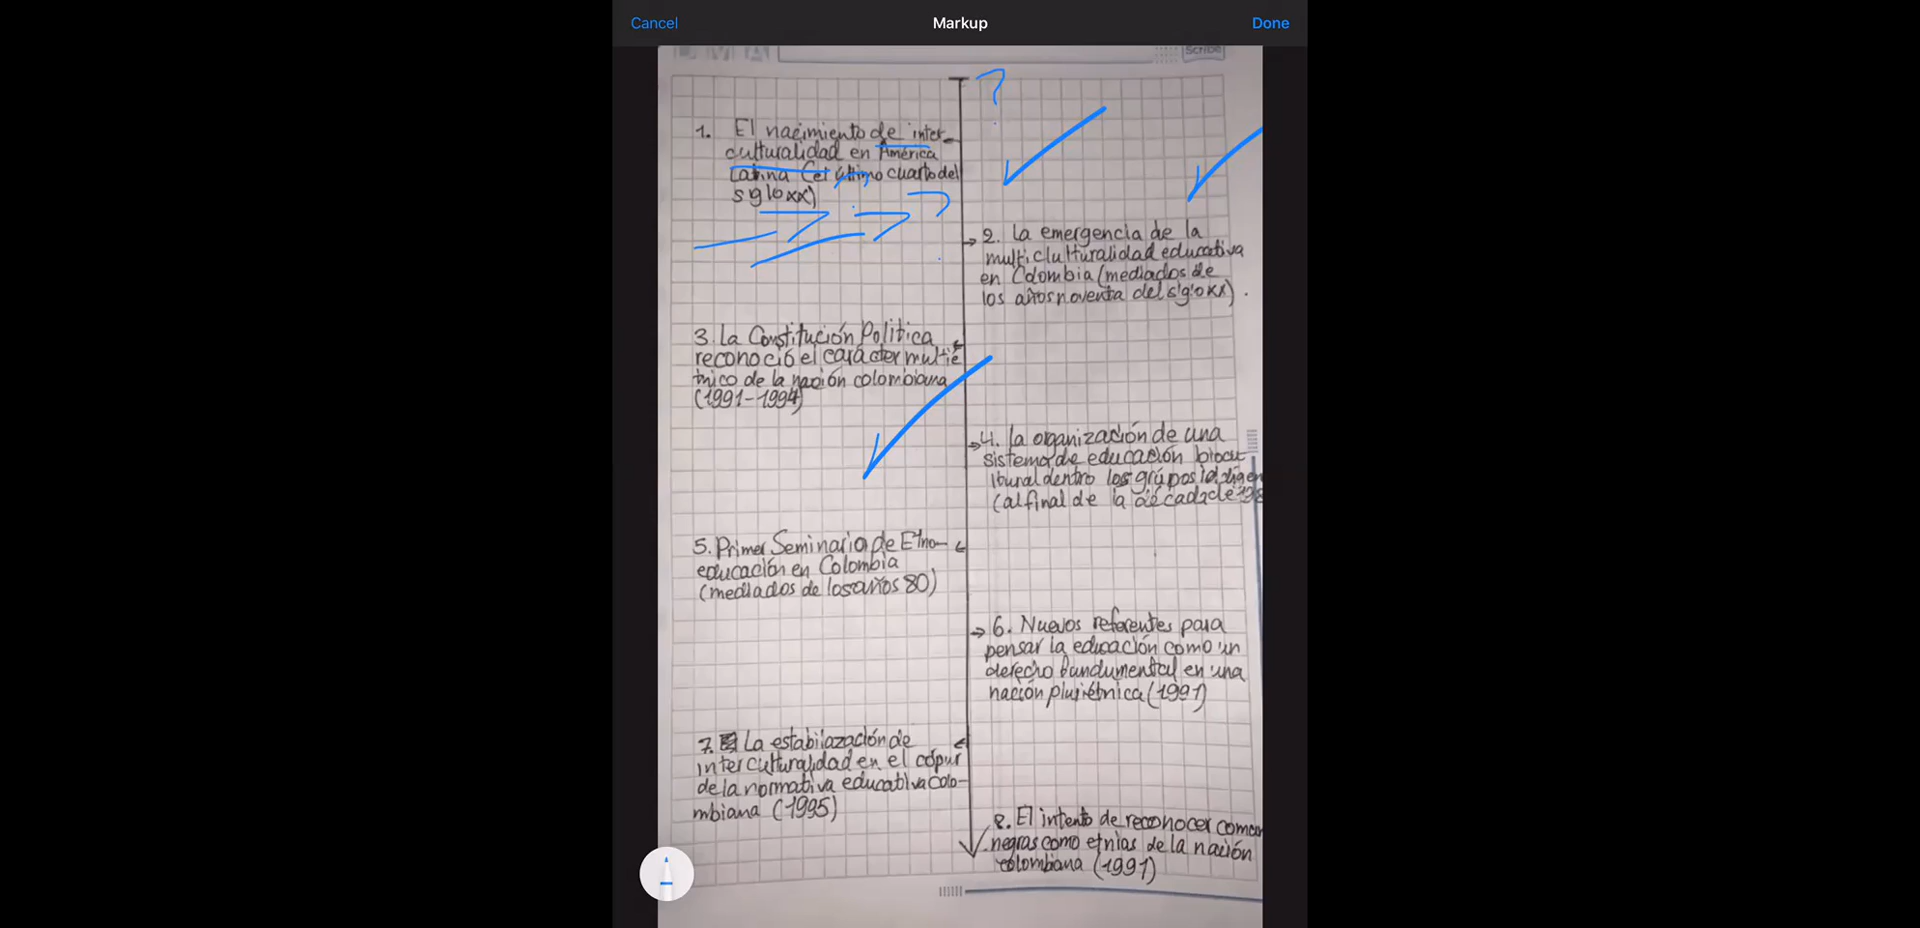 Cancel
Markup
Done
Scribe
1. El nacimiento de inter-
culturalidad en América
Latina (el último cuarto del
siglo xx)
→ 2. La emergencia de la
multiclulturalidad educativa
en Colombia (mediados de
los años noventa del siglo xx).
3. La Constitución Politica
reconoció el carácter multié
tnico de la nación colombiana
(1991-1994)
→ 4. La organización de una
sistema de educación bicu
ltural dentro los grupos
(al final de la década de
5. Primer Seminario de Etno-
educación en Colombia
(mediados de los años 80)
→ 6. Nuevos referentes para
pensar la educación como un
derecho fundumental en una
nación pluriétnica (1991)
7. La estabilazación de
interculturalidad en el
de la normativa educativa colo-
mbiana (1995)
8. El intento de reconocer
negras como etnias de la nación
colombiana (1991)